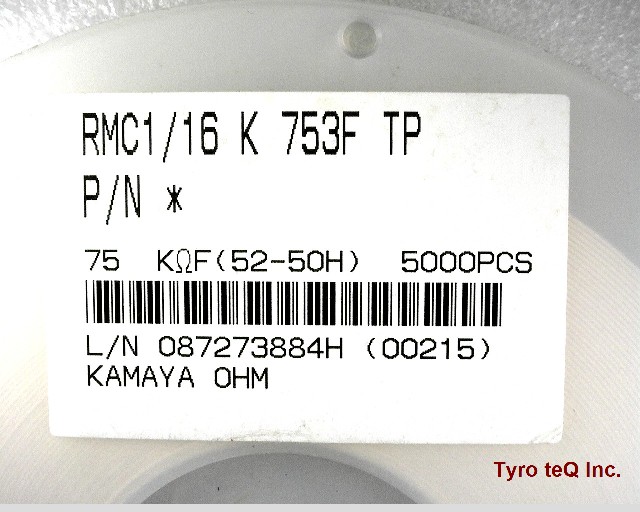 RMC1/16 K 753F TP
P/N *
75 KΩF(52-50H) 5000PCS
L/N 087273884H (00215)
KAMAYA OHM
Tyro teQ Inc.